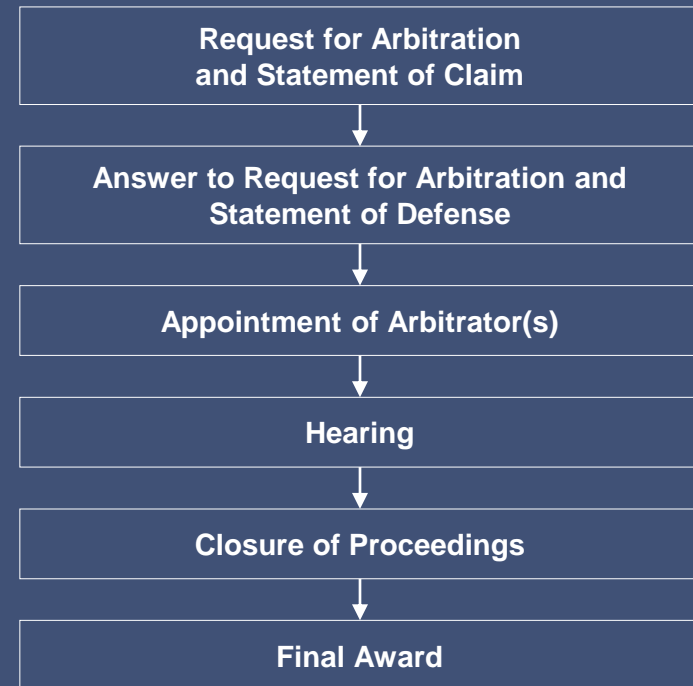 Request for Arbitration
and Statement of Claim
Answer to Request for Arbitration and
Statement of Defense
Appointment of Arbitrator(s)
Hearing
Closure of Proceedings
Final Award